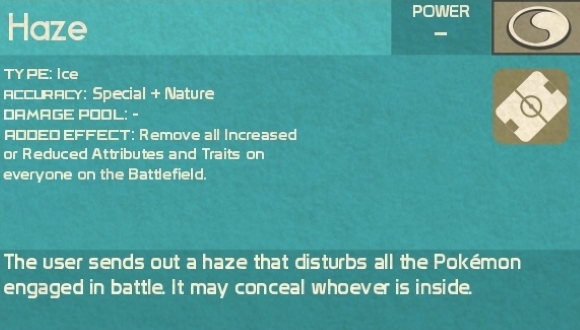 Haze
POWER
–
TYPE: Ice
ACCURACY: Special + Nature
DAMAGE POOL: -
ADDED EFFECT: Remove all Increased
or Reduced Attributes and Traits on
everyone on the Battlefield.
The user sends out a haze that disturbs all the Pokémon
engaged in battle. It may conceal whoever is inside.